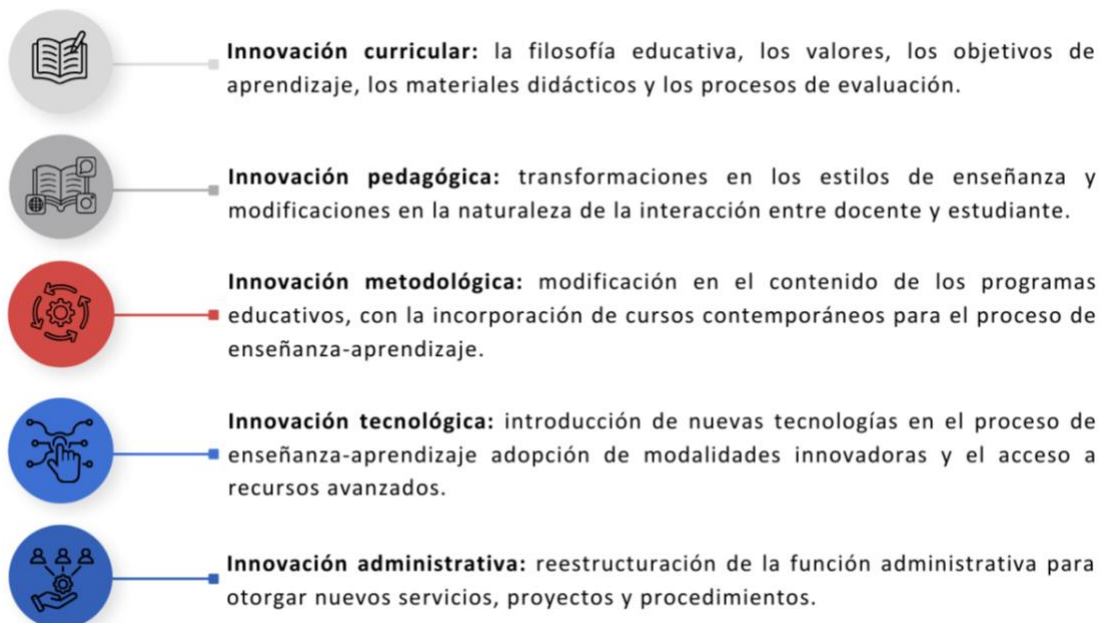 Innovación curricular: la filosofía educativa, los valores, los objetivos de
aprendizaje, los materiales didácticos y los procesos de evaluación.
Innovación pedagógica: transformaciones en los estilos de enseñanza y
modificaciones en la naturaleza de la interacción entre docente y estudiante.
Innovación metodológica: modificación en el contenido de los programas
educativos, con la incorporación de cursos contemporáneos para el proceso de
enseñanza-aprendizaje.
Innovación tecnológica: introducción de nuevas tecnologías en el proceso de
enseñanza-aprendizaje adopción de modalidades innovadoras y el acceso a
recursos avanzados.
Innovación administrativa: reestructuración de la función administrativa para
otorgar nuevos servicios, proyectos y procedimientos.